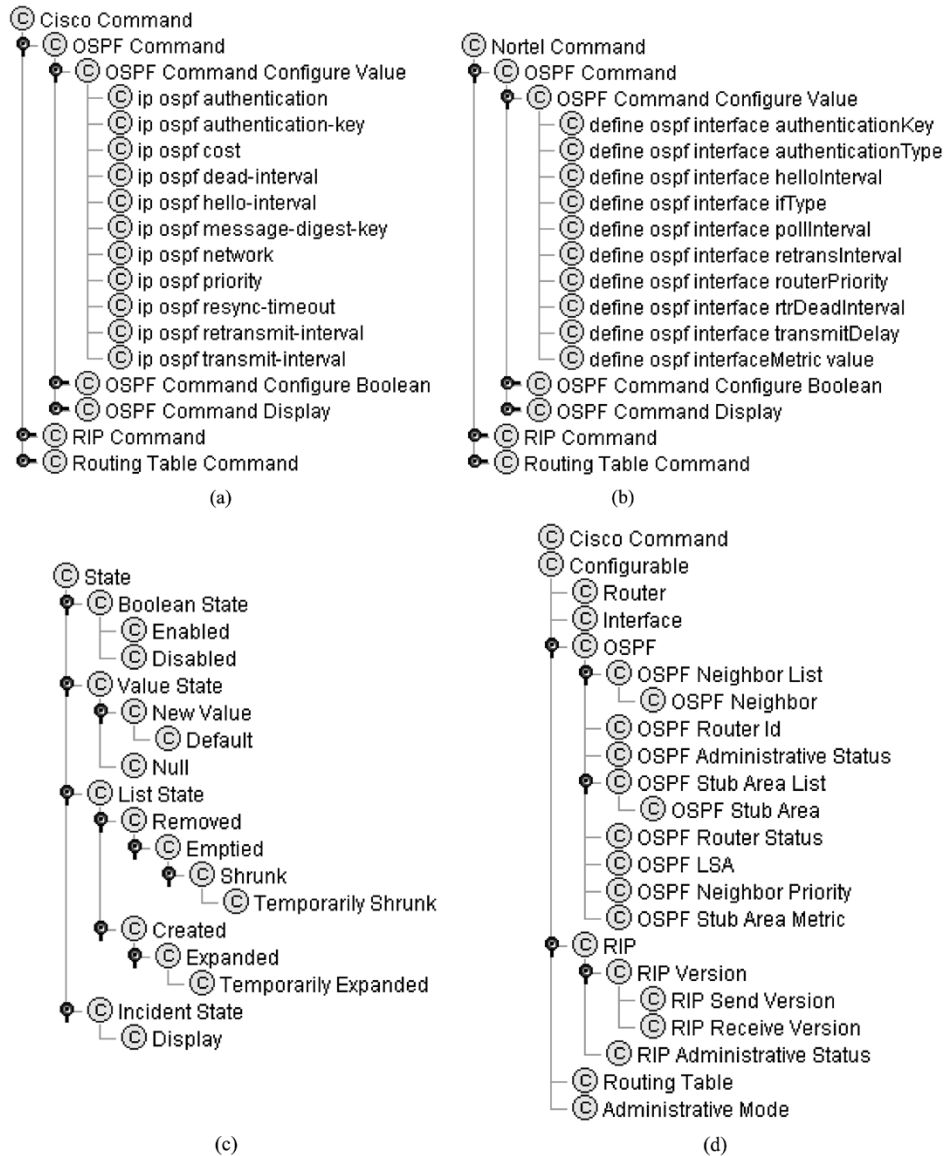 Cisco Command
OSPF Command
OSPF Command Configure Value
ip ospf authentication
ip ospf authentication-key
ip ospf cost
ip ospf dead-interval
ip ospf hello-interval
ip ospf message-digest-key
ip ospf network
ip ospf priority
ip ospf resync-timeout
ip ospf retransmit-interval
ip ospf transmit-interval
OSPF Command Configure Boolean
OSPF Command Display
RIP Command
Routing Table Command
(a)
Nortel Command
OSPF Command
OSPF Command Configure Value
define ospf interface authenticationKey
define ospf interface authenticationType
define ospf interface helloInterval
define ospf interface ifType
define ospf interface pollInterval
define ospf interface retransInterval
define ospf interface routerPriority
define ospf interface rtrDeadInterval
define ospf interface transmitDelay
define ospf interfaceMetric value
OSPF Command Configure Boolean
OSPF Command Display
RIP Command
Routing Table Command
(b)
State
Boolean State
Enabled
Disabled
Value State
New Value
Default
Null
List State
Removed
Emptied
Shrunk
Temporarily Shrunk
Created
Expanded
Temporarily Expanded
Incident State
Display
(c)
Cisco Command
Configurable
Router
Interface
OSPF
OSPF Neighbor List
OSPF Neighbor
OSPF Router Id
OSPF Administrative Status
OSPF Stub Area List
OSPF Stub Area
OSPF Router Status
OSPF LSA
OSPF Neighbor Priority
OSPF Stub Area Metric
RIP
RIP Version
RIP Send Version
RIP Receive Version
RIP Administrative Status
Routing Table
Administrative Mode
(d)